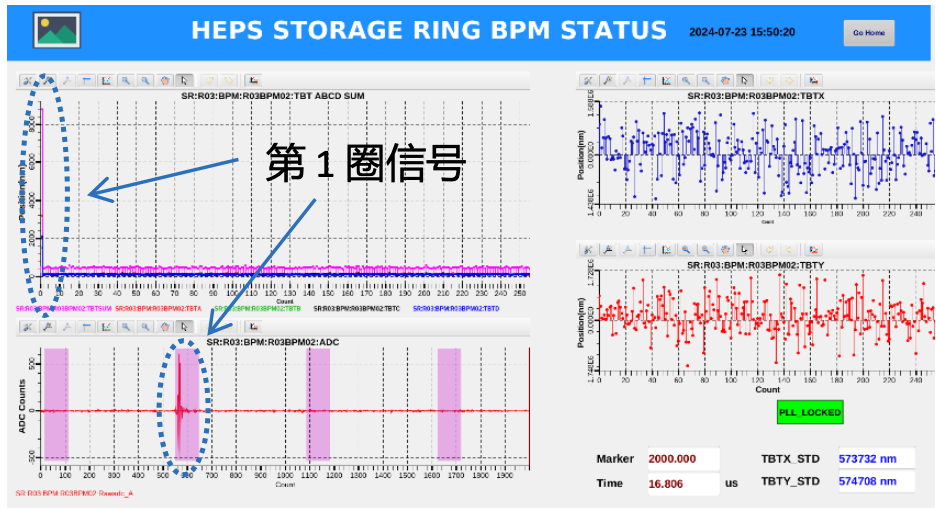 HEPS STORAGE RING BPM STATUS
2024-07-23 15:50:20
Go Home
SR:R03:BPM:R03BPM02:TBT ABCD SUM
第1圈信号
Position(nm)
8000
4000
2000
0
0 10 20 30 40 50 60 70 80 90 100 110 120 130 140 150 160 170 180 190 200 210 220 230 240 250
Count
SR:R03:BPM:R03BPM02:TBTSUM SR:R03:BPM:R03BPM02:TBTA SR:R03:BPM:R03BPM02:TBTB SR:R03:BPM:R03BPM02:TBTC SR:R03:BPM:R03BPM02:TBTD
SR:R03:BPM:R03BPM02:ADC
ADC Counts
500
0
-500
0 100 200 300 400 500 600 700 800 900 1000 1100 1200 1300 1400 1500 1600 1700 1800 1900
Count
SR:R03:BPM:R03BPM02:Rawadc_A
SR:R03:BPM:R03BPM02:TBTX
Position(nm)
0.000E0
0 20 40 60 80 100 120 140 160 180 200 220 240
Count
SR:R03:BPM:R03BPM02:TBTY
Position(nm)
0.000E0
0 20 40 60 80 100 120 140 160 180 200 220 240
Count
PLL_LOCKED
Marker 2000.000 TBTX_STD 573732 nm
Time 16.806 us TBTY_STD 574708 nm